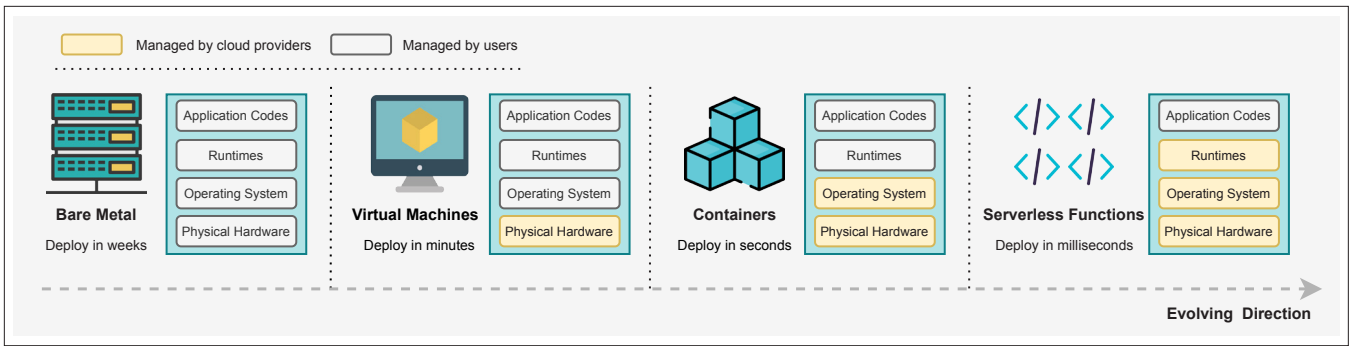 Managed by cloud providers
Managed by users
Application Codes
Runtimes
Operating System
Physical Hardware
Bare Metal
Deploy in weeks
Application Codes
Runtimes
Operating System
Physical Hardware
Virtual Machines
Deploy in minutes
Application Codes
Runtimes
Operating System
Physical Hardware
Containers
Deploy in seconds
</> </>
</> </>
Application Codes
Runtimes
Operating System
Physical Hardware
Serverless Functions
Deploy in milliseconds
Evolving Direction